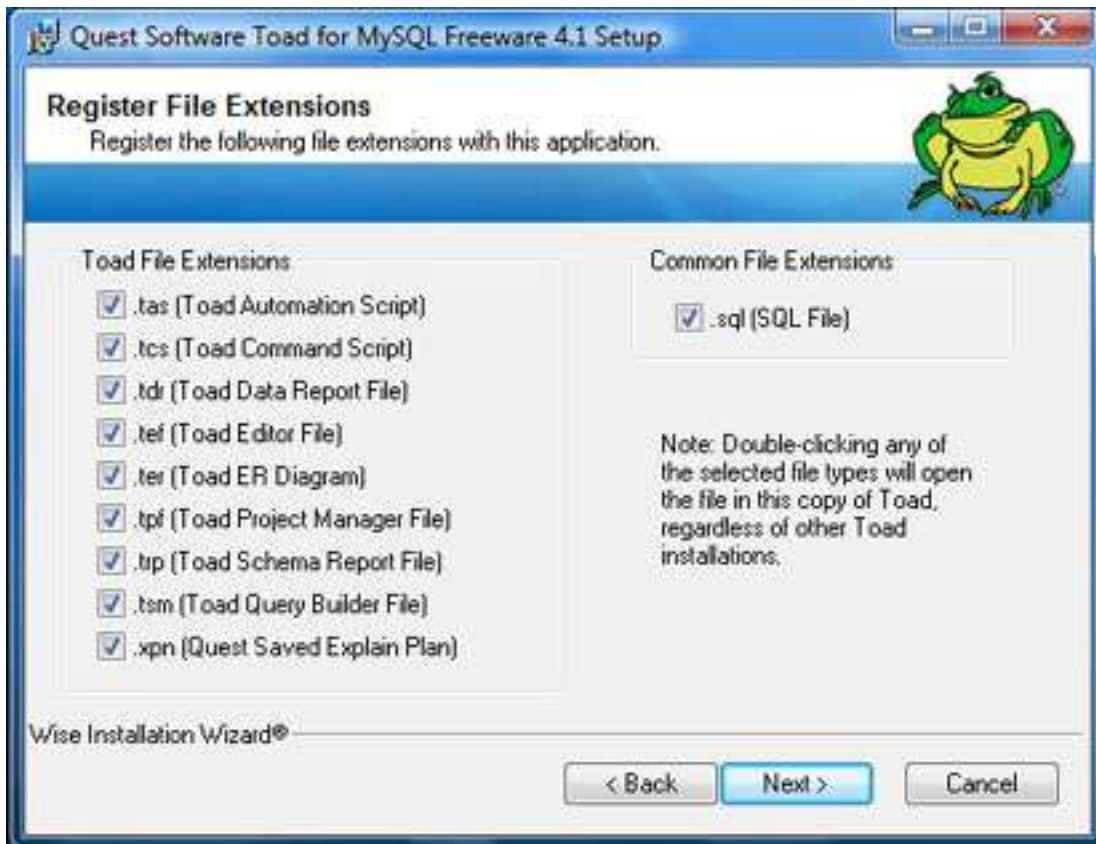 Quest Software Toad for MySQL Freeware 4.1 Setup
Register File Extensions
Register the following file extensions with this application.
Toad File Extensions
.tas (Toad Automation Script)
.tcs (Toad Command Script)
.tdr (Toad Data Report File)
.tef (Toad Editor File)
.ter (Toad ER Diagram)
.tpf (Toad Project Manager File)
.trp (Toad Schema Report File)
.tsm (Toad Query Builder File)
.xpn (Quest Saved Explain Plan)
Common File Extensions
.sql (SQL File)
Note: Double-clicking any of
the selected file types will open
the file in this copy of Toad,
regardless of other Toad
installations.
Wise Installation Wizard®
< Back
Next >
Cancel